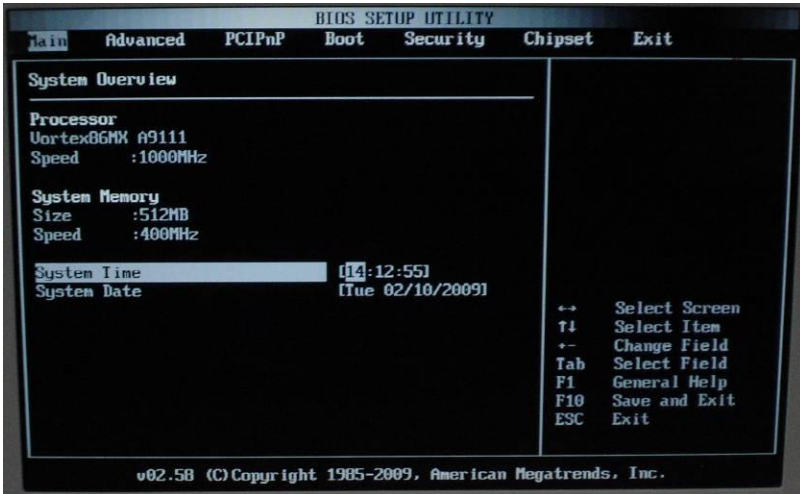 BIOS SETUP UTILITY
Main Advanced PCIPnP Boot Security Chipset Exit
System Overview
Processor
Vortex86MX A9111
Speed :1000MHz
System Memory
Size :512MB
Speed :400MHz
System Time [14:12:55]
System Date [Tue 02/10/2009]
↔ Select Screen
↑↓ Select Item
+- Change Field
Tab Select Field
F1 General Help
F10 Save and Exit
ESC Exit
v02.58 (C)Copyright 1985-2009, American Megatrends, Inc.